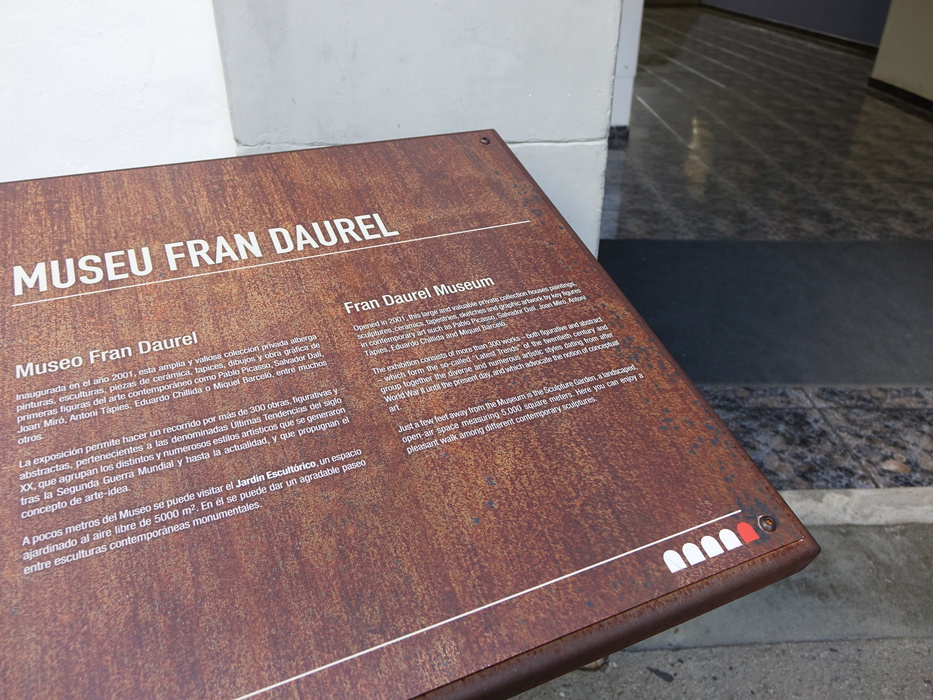 MUSEU FRAN DAUREL
Museo Fran Daurel
Inaugurada en el año 2001, esta amplia y valiosa colección privada alberga
pinturas, esculturas, piezas de cerámica, tapices, dibujos y obra gráfica de
primeras figuras del arte contemporáneo como Pablo Picasso, Salvador Dalí,
Joan Miró, Antoni Tàpies, Eduardo Chillida o Miquel Barceló, entre muchos
otros.
La exposición permite hacer un recorrido por más de 300 obras, figurativas y
abstractas, pertenecientes a las denominadas Últimas Tendencias del siglo
XX, que agrupan los distintos y numerosos estilos artísticos que se generaron
tras la Segunda Guerra Mundial y hasta la actualidad, y que propugnan el
concepto de arte-idea.
A pocos metros del Museo se puede visitar el Jardín Escultórico, un espacio
ajardinado al aire libre de 5000 m². En él se puede dar un agradable paseo
entre esculturas contemporáneas monumentales.
Fran Daurel Museum
Opened in 2001, this large and valuable private collection houses paintings,
sculptures, ceramics, tapestries, sketches and graphic artwork by key figures
in contemporary art such as Pablo Picasso, Salvador Dalí, Joan Miró, Antoni
Tàpies, Eduardo Chillida and Miquel Barceló.
The exhibition consists of more than 300 works – both figurative and abstract
– which form the so-called "Latest Trends" of the twentieth century and
group together the diverse and numerous artistic styles dating from after
World War II until the present day, and which advocate the notion of conceptual
art.
Just a few feet away from the Museum is the Sculpture Garden, a landscaped,
open-air space measuring 5,000 square meters. Here you can enjoy a
pleasant walk among different contemporary sculptures.